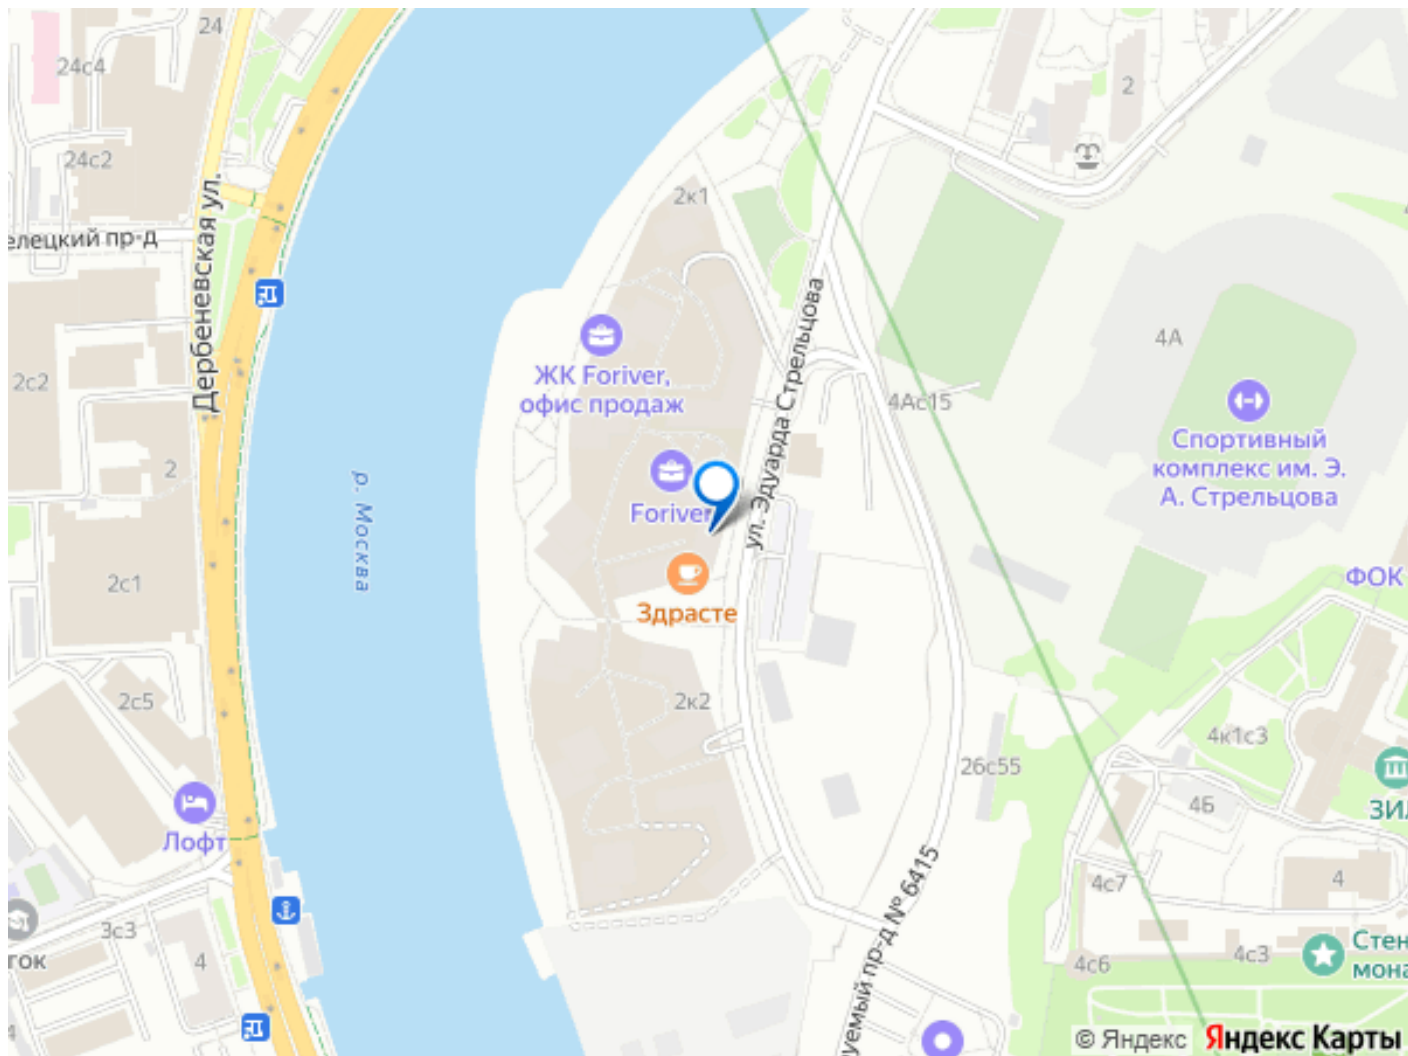 24
24с4
2
24с2
2к1
елецкий пр-д
Дербеневская ул.
ул. Эдуарда Стрельцова
4А
ЖК Foriver,
офис продаж
2с2
4Ас15
Спортивный
комплекс им. Э.
А. Стрельцова
2
р. Москва
Foriver
2с1
ФОК
Здрасте
2с5
2к2
4к1с3
26с55
4Б
ЗИЛ
Лофт
4с7
4
3с3
4
ток
4с6
4с3
Стен
мона
уемый пр-д № 6415
© Яндекс
Яндекс Карты